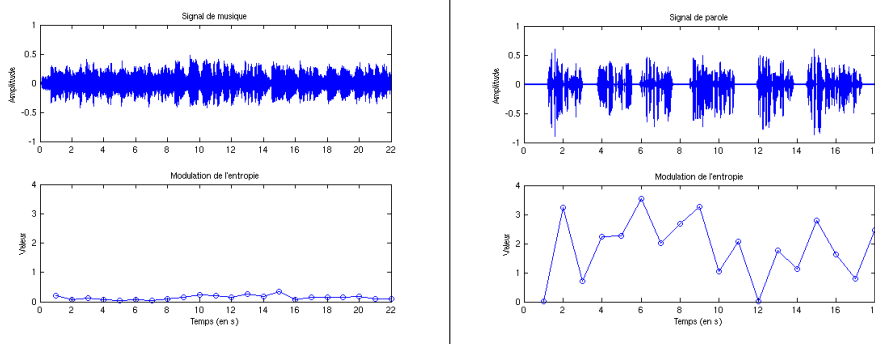 Signal de musique
1
0.5
0
-0.5
-1
Amplitude
0 2 4 6 8 10 12 14 16 18 20 22
Modulation de l'entropie
4
3
2
1
0
Valeur
0 2 4 6 8 10 12 14 16 18 20 22
Temps (en s)
Signal de parole
1
0.5
0
-0.5
-1
Amplitude
0 2 4 6 8 10 12 14 16 18
Modulation de l'entropie
4
3
2
1
0
Valeur
0 2 4 6 8 10 12 14 16 18
Temps (en s)